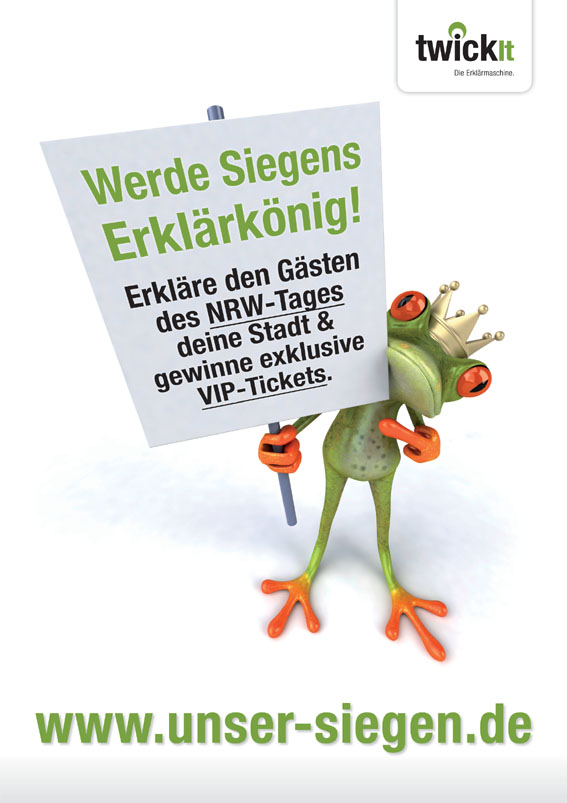 twickIt
Die Erklärmaschine.
Werde Siegens
Erklärkönig!
Erkläre den Gästen
des NRW-Tages
deine Stadt &
gewinne exklusive
VIP-Tickets.
www.unser-siegen.de